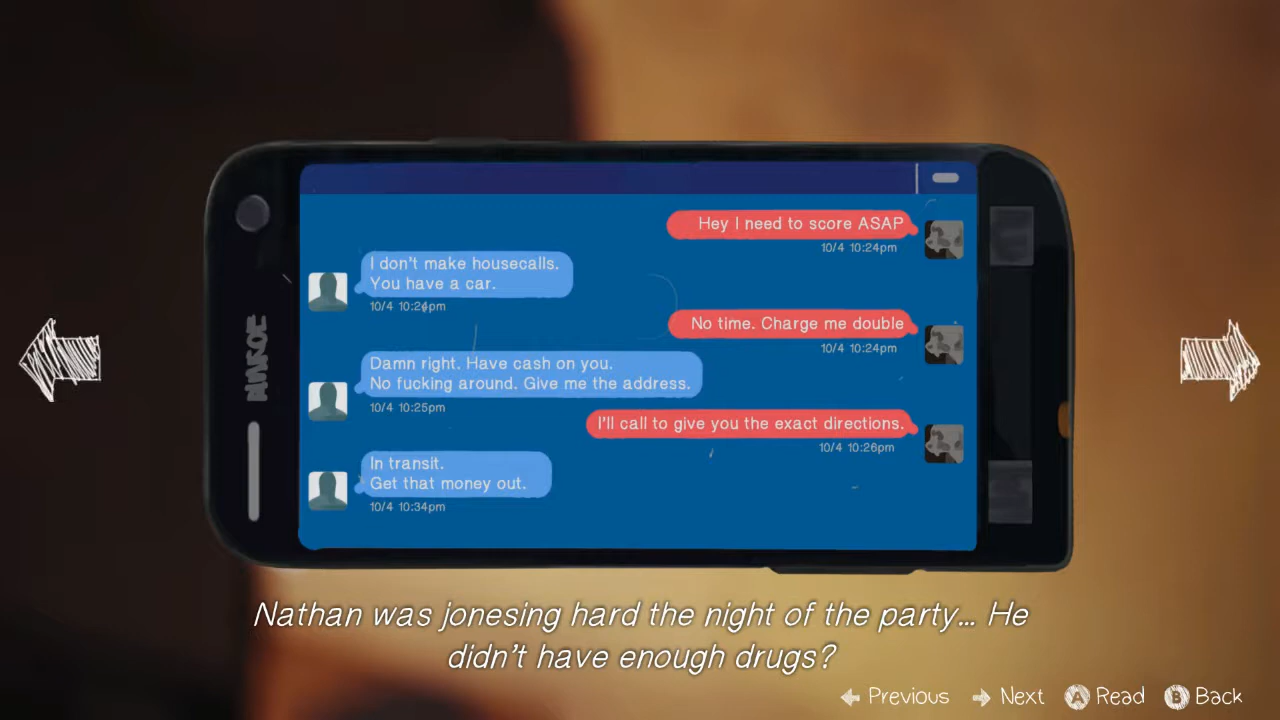 Hey I need to score ASAP
10/4 10:24pm
I don't make housecalls.
You have a car.
10/4 10:24pm
No time. Charge me double
10/4 10:24pm
Damn right. Have cash on you.
No fucking around. Give me the address.
10/4 10:25pm
I'll call to give you the exact directions.
10/4 10:26pm
In transit.
Get that money out.
10/4 10:34pm
Nathan was jonesing hard the night of the party... He
didn't have enough drugs?
Previous Next A Read B Back